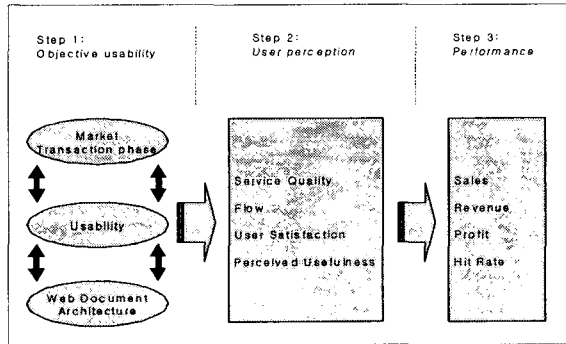 Step 1:
Objective usability
Step 2:
User perception
Step 3:
Performance
Market
Transaction phase
Usability
Web Document
Architecture
Service Quality
Flow
User Satisfaction
Perceived Usefulness
Sales
Revenue
Profit
Hit Rate